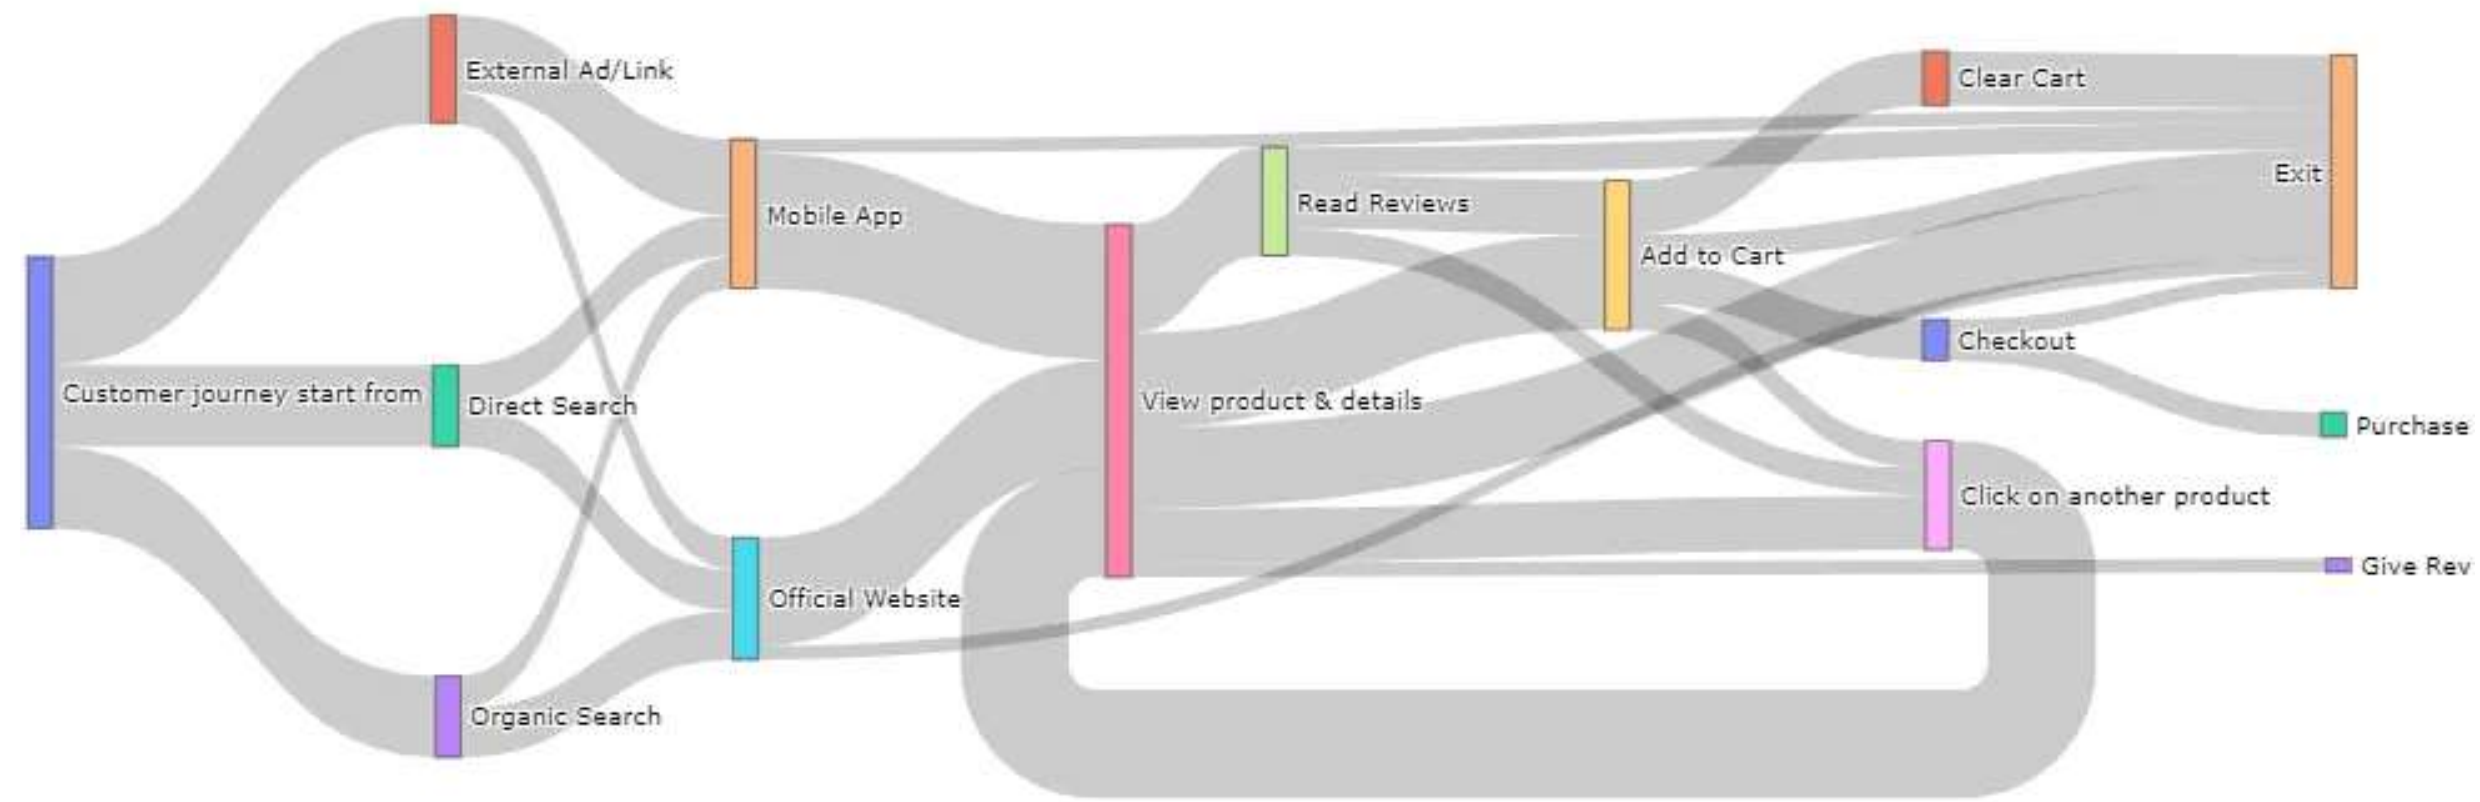 External Ad/Link
Clear Cart
Exit
Read Reviews
Mobile App
Add to Cart
Checkout
Customer journey start from
Direct Search
View product & details
Purchase
Click on another product
Give Rev
Official Website
Organic Search